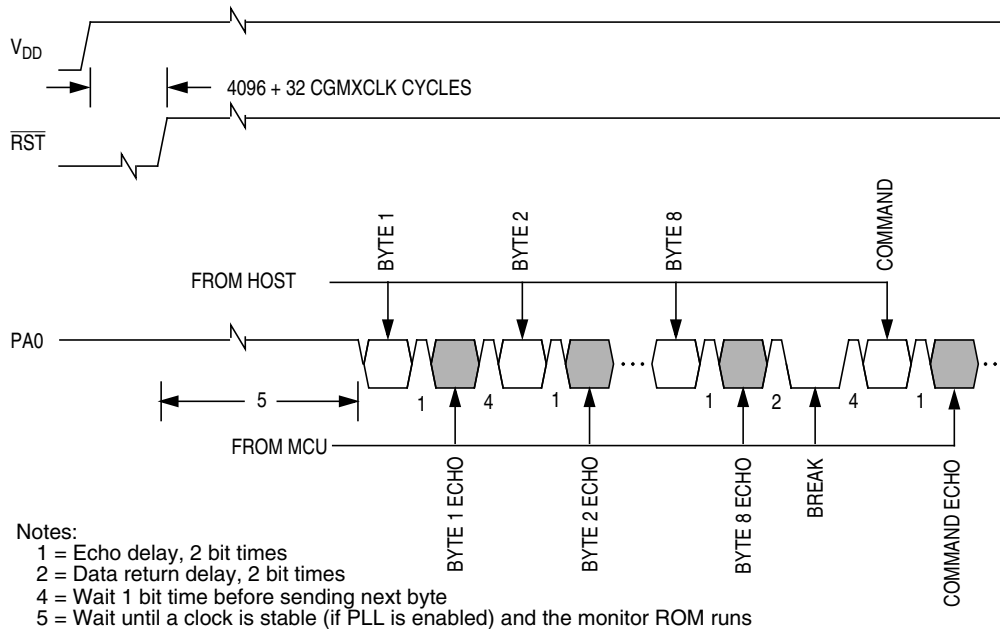 VDD
4096 + 32 CGMXCLK CYCLES
RST
BYTE 1
BYTE 2
BYTE 8
COMMAND
FROM HOST
PA0
...
...
1
4
1
1
2
4
1
5
FROM MCU
BYTE 1 ECHO
BYTE 2 ECHO
BYTE 8 ECHO
BREAK
COMMAND ECHO
Notes:
1 = Echo delay, 2 bit times
2 = Data return delay, 2 bit times
4 = Wait 1 bit time before sending next byte
5 = Wait until a clock is stable (if PLL is enabled) and the monitor ROM runs